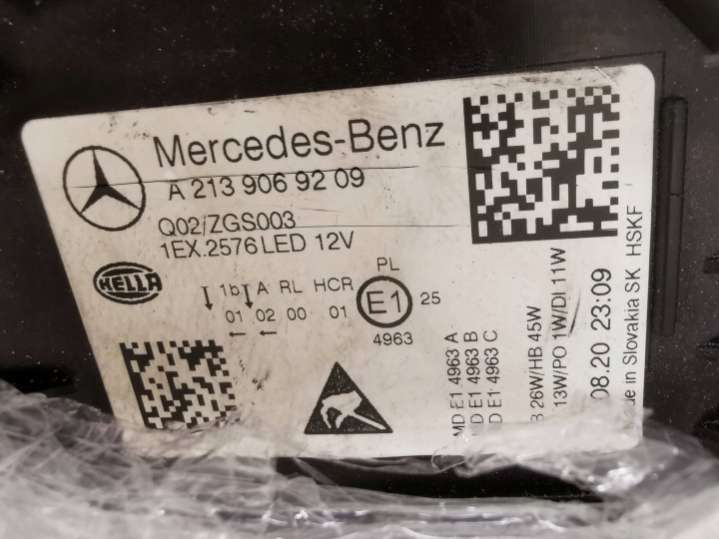 Mercedes-Benz
A 213 906 92 09
Q02/ZGS003
1EX.2576 LED 12V
HELLA
1b A RL HCR
01 02 00 01
PL
E1
25
4963
MD E1 4963 A
D E1 4963 B
D E1 4963 C
26W/HB 45W
13W/PO 1W/DI 11W
08.20 23:09
in Slovakia SK HSKF